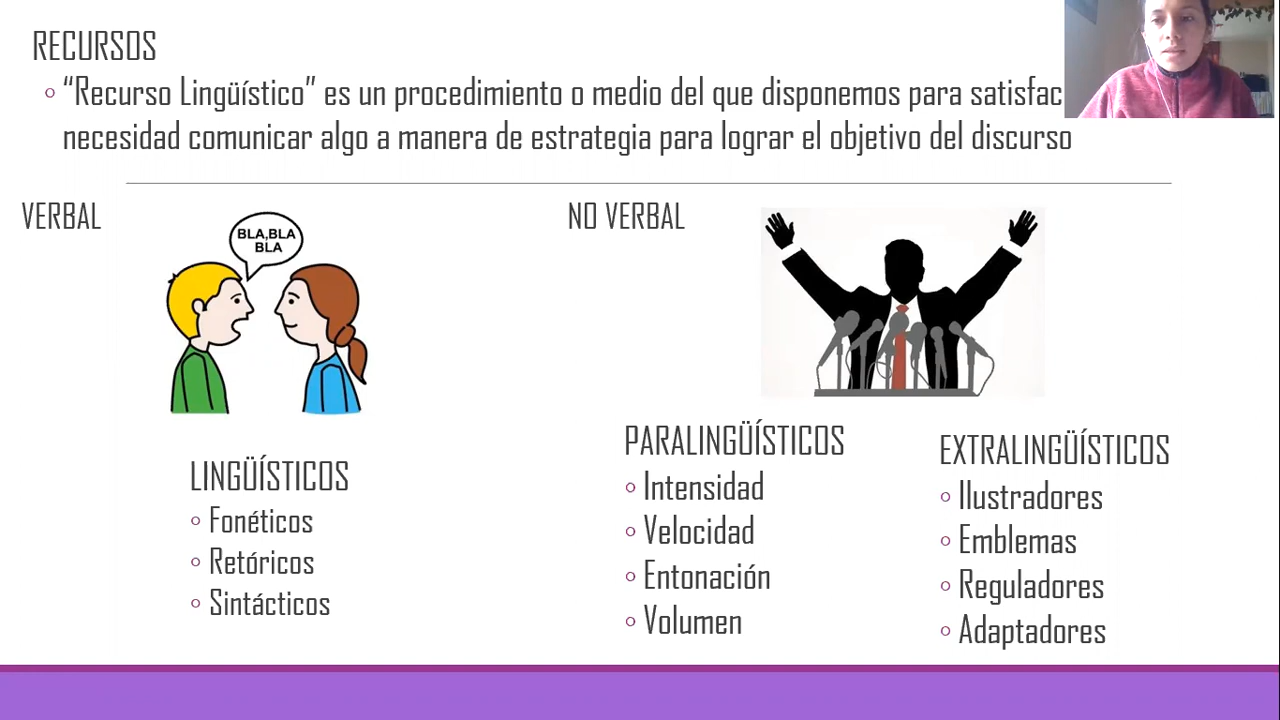 RECURSOS
“Recurso Lingüístico” es un procedimiento o medio del que disponemos para
necesidad comunicar algo a manera de estrategia para lograr el objetivo del discurso
VERBAL
BLA,BLA
BLA
NO VERBAL
LINGÜÍSTICOS
Fonéticos
Retóricos
Sintácticos
PARALINGÜÍSTICOS
Intensidad
Velocidad
Entonación
Volumen
EXTRALINGÜÍSTICOS
Ilustradores
Emblemas
Reguladores
Adaptadores